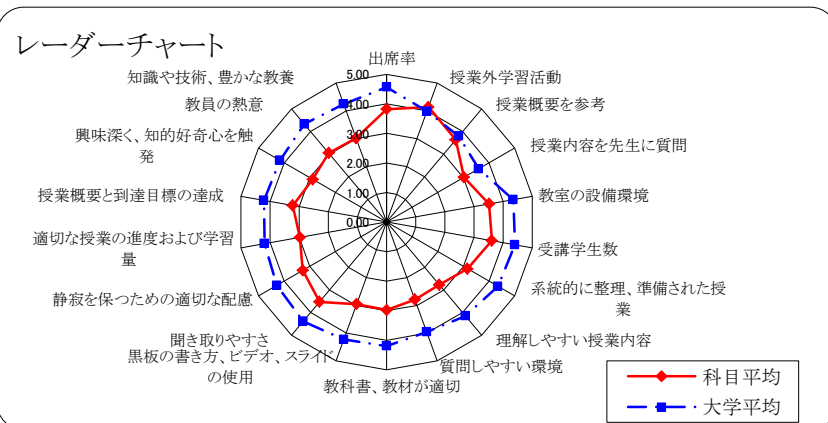 レーダーチャート
出席率
授業外学習活動
授業概要を参考
授業内容を先生に質問
教室の設備環境
受講学生数
系統的に整理、準備された授
業
理解しやすい授業内容
質問しやすい環境
教科書、教材が適切
黒板の書き方、ビデオ、スライド
の使用
聞き取りやすさ
静寂を保つための適切な配慮
適切な授業の進度および学習
量
授業概要と到達目標の達成
興味深く、知的好奇心を触
発
教員の熱意
知識や技術、豊かな教養
5.00
4.00
3.00
2.00
1.00
0.00
科目平均
大学平均